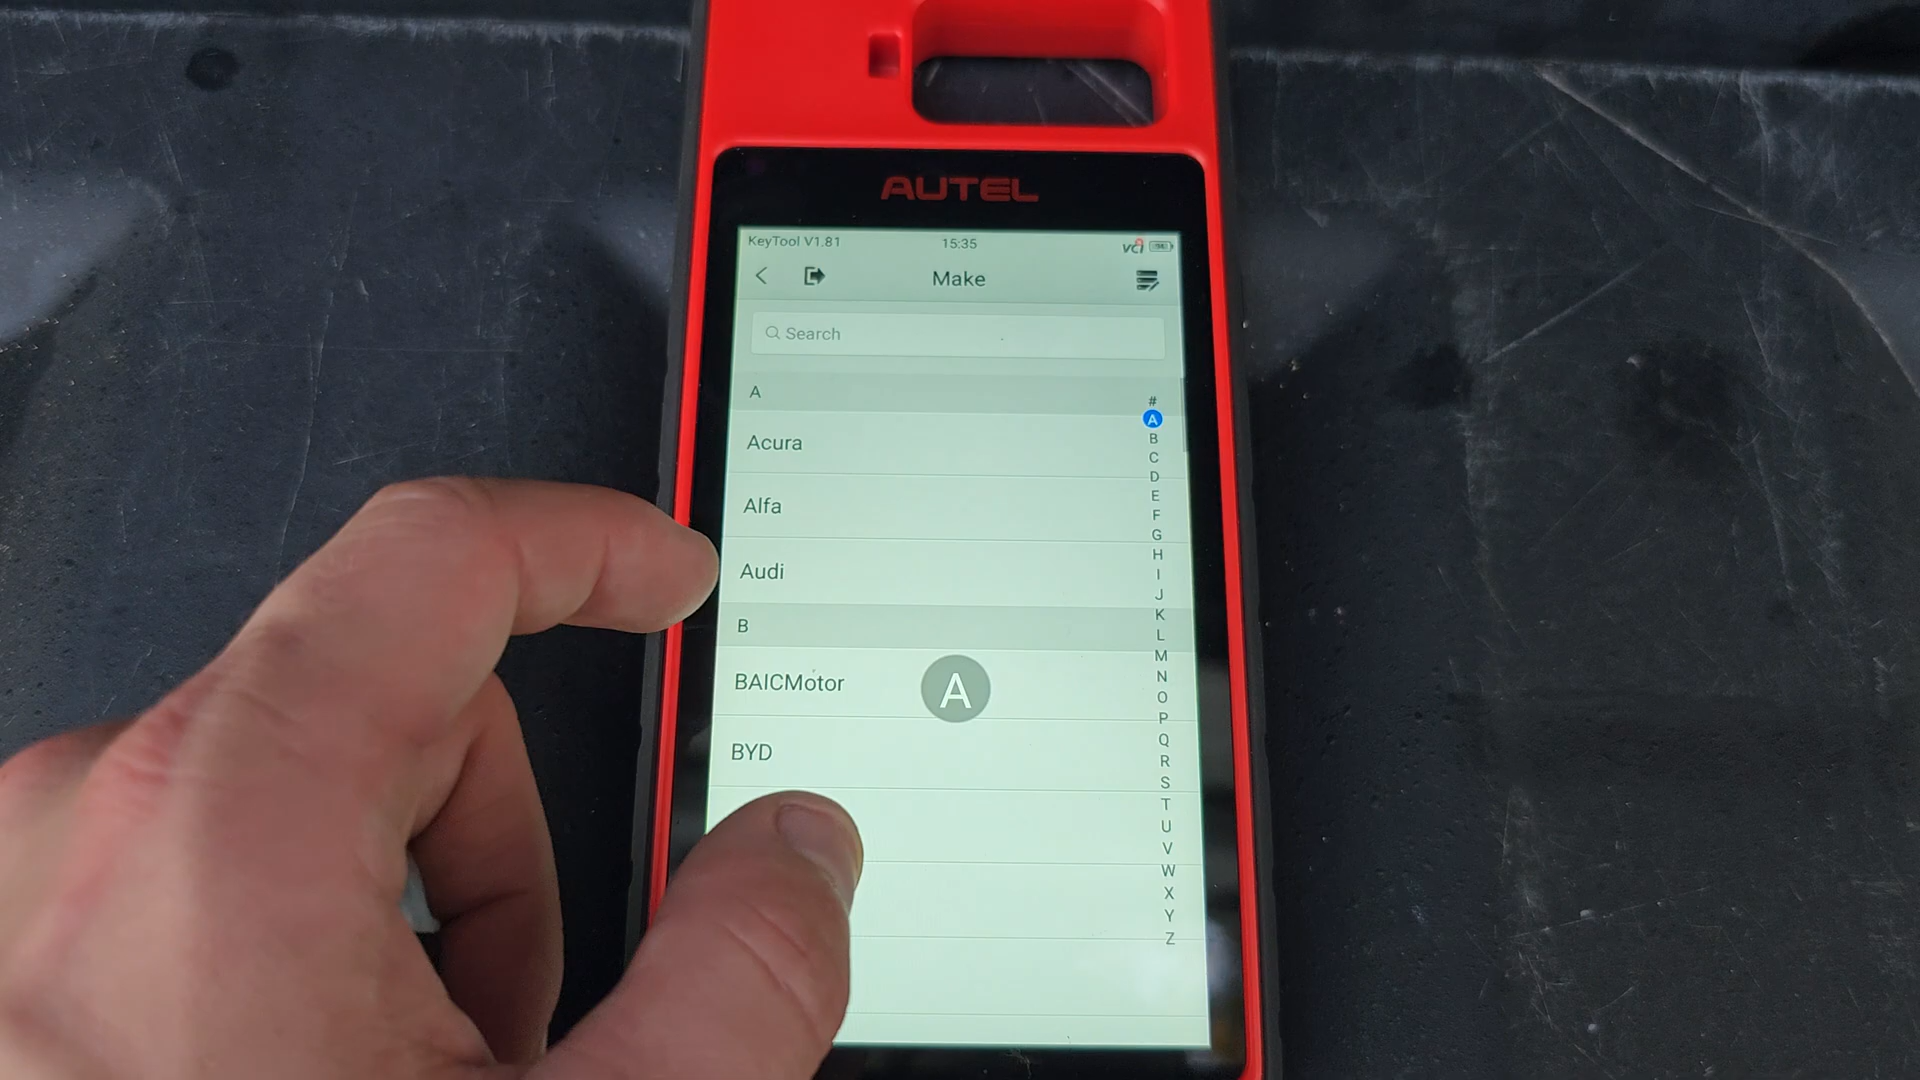 AUTEL
KeyTool V1.81
15:35
VCI
Make
Search
A
Acura
Alfa
Audi
B
BAICMotor
BYD
A
#
A
B
C
D
E
F
G
H
I
J
K
L
M
N
O
P
Q
R
S
T
U
V
W
X
Y
Z